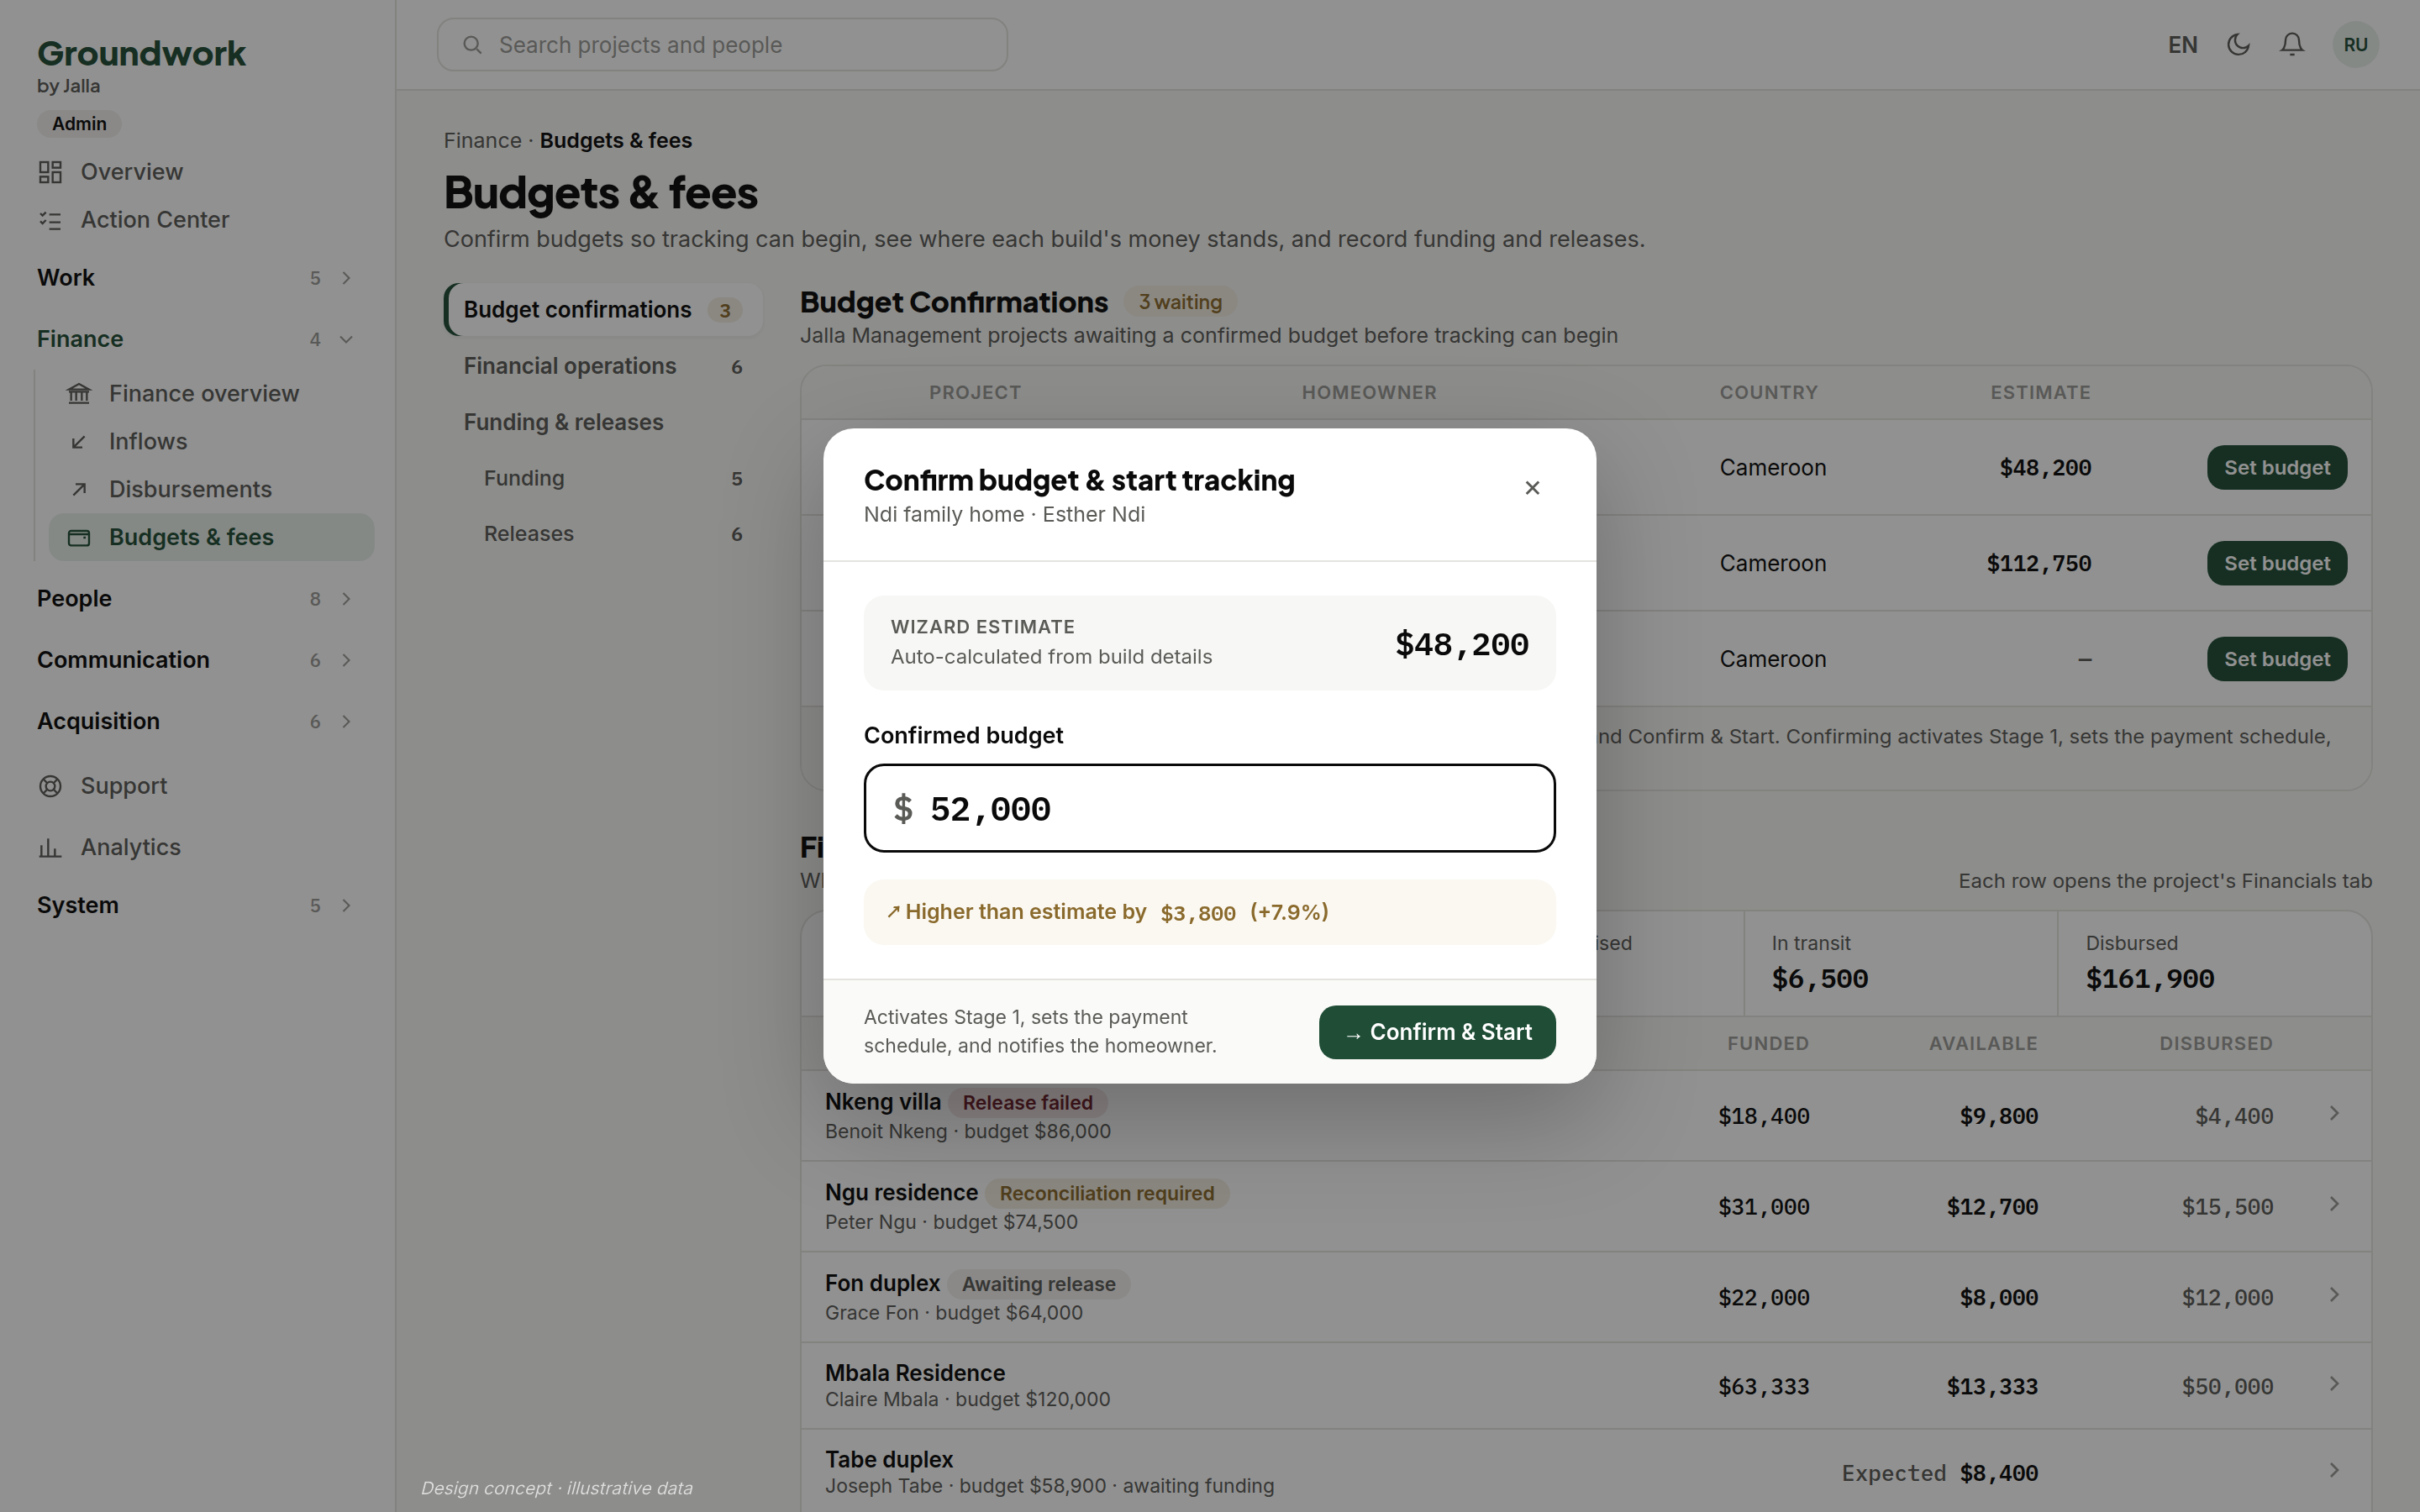 Groundwork
by Jalla
Admin
Overview
Action Center
Work 5
Finance 4
Finance overview
Inflows
Disbursements
Budgets & fees
People 8
Communication 6
Acquisition 6
Support
Analytics
System 5
Search projects and people
EN
RU
Finance · Budgets & fees
Budgets & fees
Confirm budgets so tracking can begin, see where each build's money stands, and record funding and releases.
Budget confirmations 3
Financial operations 6
Funding & releases
Funding 5
Releases 6
Budget Confirmations 3 waiting
Jalla Management projects awaiting a confirmed budget before tracking can begin
PROJECT HOMEOWNER COUNTRY ESTIMATE
Cameroon $48,200 Set budget
Cameroon $112,750 Set budget
Cameroon – Set budget
Confirm & Start. Confirming activates Stage 1, sets the payment schedule,
Confirm budget & start tracking
Ndi family home · Esther Ndi
WIZARD ESTIMATE
Auto-calculated from build details
$48,200
Confirmed budget
$ 52,000
↗ Higher than estimate by $3,800 (+7.9%)
Activates Stage 1, sets the payment
schedule, and notifies the homeowner.
→ Confirm & Start
Each row opens the project's Financials tab
In transit
$6,500
Disbursed
$161,900
FUNDED AVAILABLE DISBURSED
Nkeng villa Release failed
Benoit Nkeng · budget $86,000
$18,400 $9,800 $4,400
Ngu residence Reconciliation required
Peter Ngu · budget $74,500
$31,000 $12,700 $15,500
Fon duplex Awaiting release
Grace Fon · budget $64,000
$22,000 $8,000 $12,000
Mbala Residence
Claire Mbala · budget $120,000
$63,333 $13,333 $50,000
Tabe duplex
Joseph Tabe · budget $58,900 · awaiting funding
Expected $8,400
Design concept · illustrative data